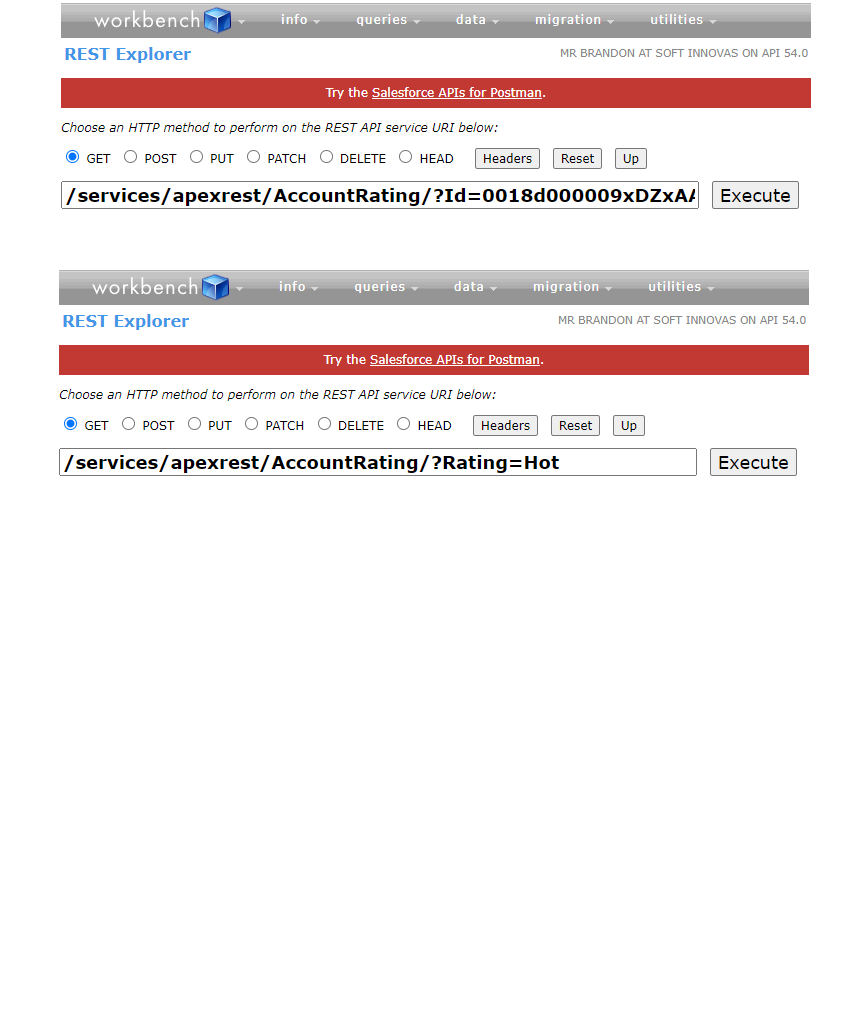 workbench info queries data migration utilities
REST Explorer MR BRANDON AT SOFT INNOVAS ON API 54.0
Try the Salesforce APIs for Postman.
Choose an HTTP method to perform on the REST API service URI below:
GET POST PUT PATCH DELETE HEAD Headers Reset Up
/services/apexrest/AccountRating/?Id=0018d000009xDZxAA Execute
workbench info queries data migration utilities
REST Explorer MR BRANDON AT SOFT INNOVAS ON API 54.0
Try the Salesforce APIs for Postman.
Choose an HTTP method to perform on the REST API service URI below:
GET POST PUT PATCH DELETE HEAD Headers Reset Up
/services/apexrest/AccountRating/?Rating=Hot Execute